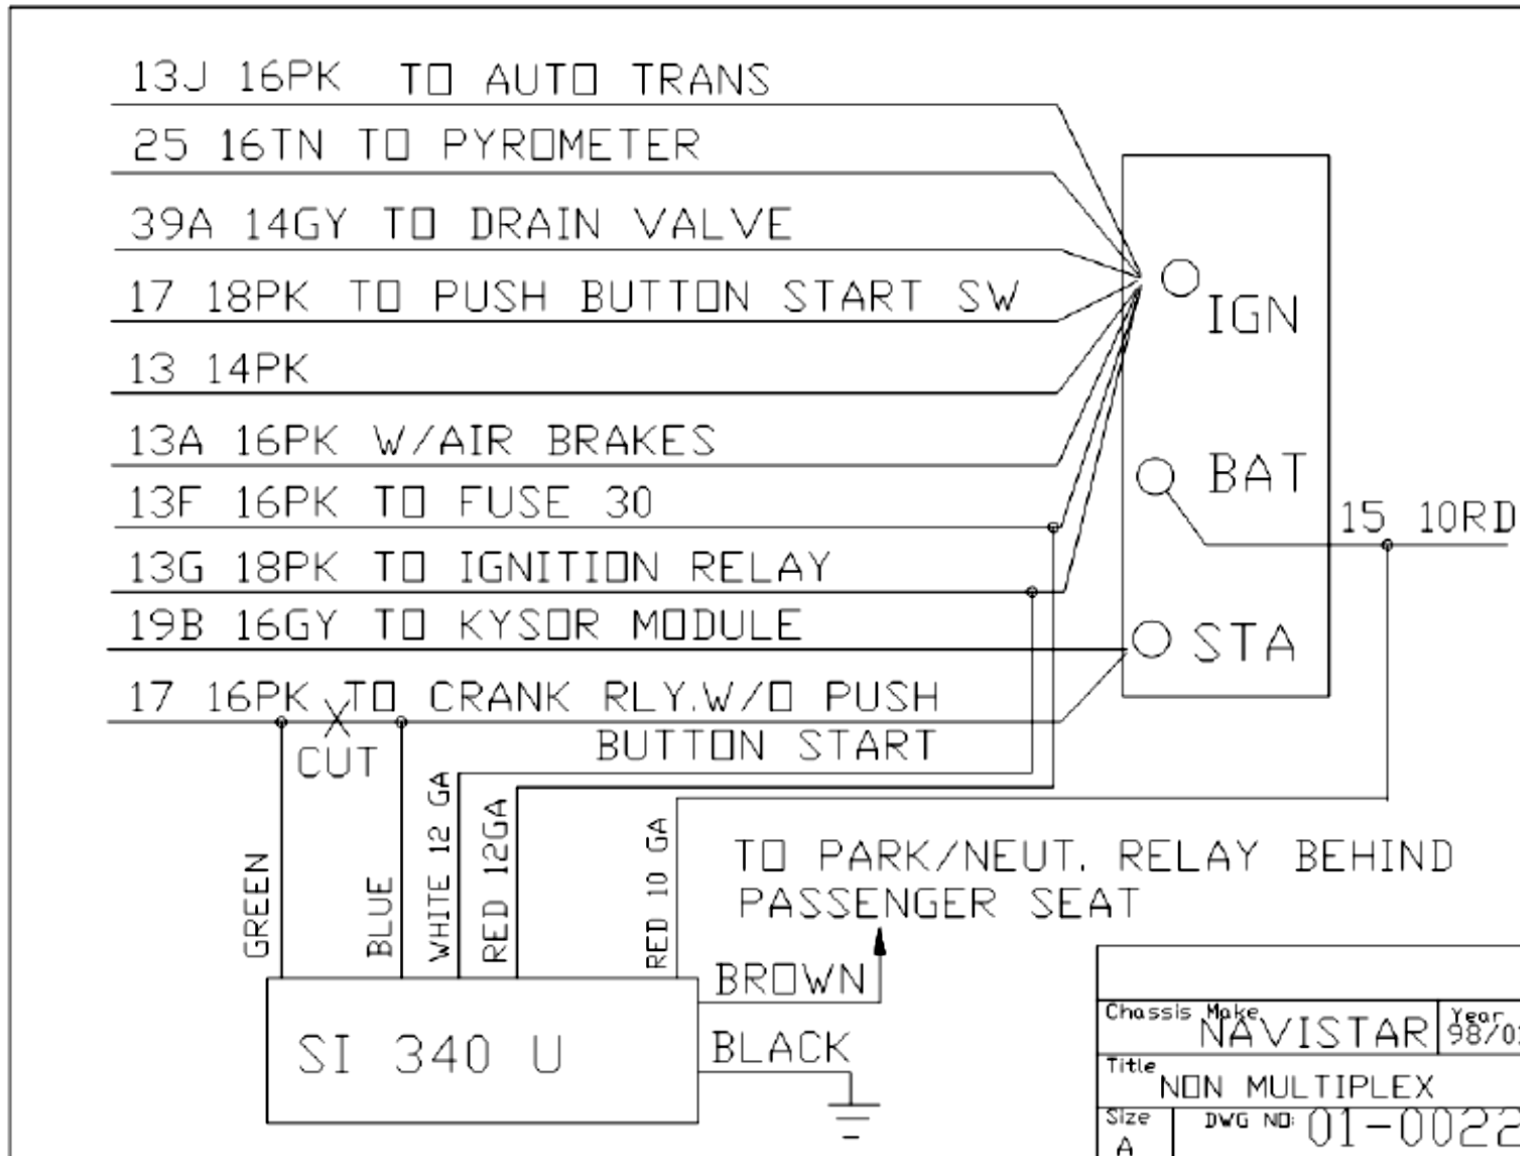 13J 16PK TO AUTO TRANS
25 16TN TO PYROMETER
39A 14GY TO DRAIN VALVE
17 18PK TO PUSH BUTTON START SW
IGN
13 14PK
13A 16PK W/AIR BRAKES
BAT
13F 16PK TO FUSE 30
15 10RD
13G 18PK TO IGNITION RELAY
19B 16GY TO KYSOR MODULE
STA
17 16PK TO CRANK RLY.W/O PUSH
BUTTON START
CUT
GREEN
BLUE
WHITE 12 GA
RED 12GA
RED 10 GA
TO PARK/NEUT. RELAY BEHIND
PASSENGER SEAT
BROWN
BLACK
SI 340 U
Chassis Make NAVISTAR
Year 98/0
Title NON MULTIPLEX
Size A
DWG NO: 01-0022